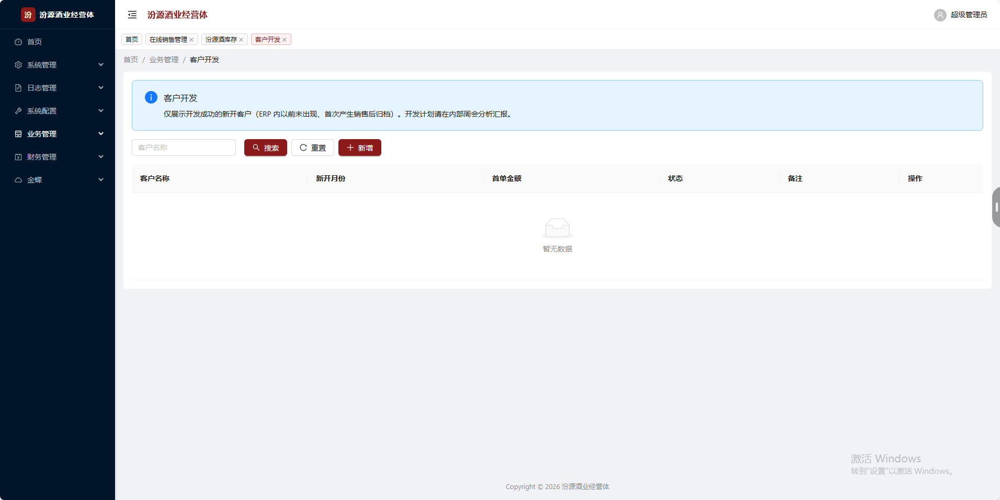 汾 汾源酒业经营体
汾源酒业经营体
超级管理员
首页
系统管理
日志管理
系统配置
业务管理
财务管理
金蝶
首页 在线销售管理 汾源酒库存 客户开发
首页 / 业务管理 / 客户开发
客户开发
仅展示开发成功的新开客户（ERP 内以前未出现、首次产生销售后归档）。开发计划请在内部周会分析汇报。
客户名称 搜索 重置 新增
客户名称 新开月份 首单金额 状态 备注 操作
暂无数据
激活 Windows
转到“设置”以激活 Windows。
Copyright © 2026 汾源酒业经营体